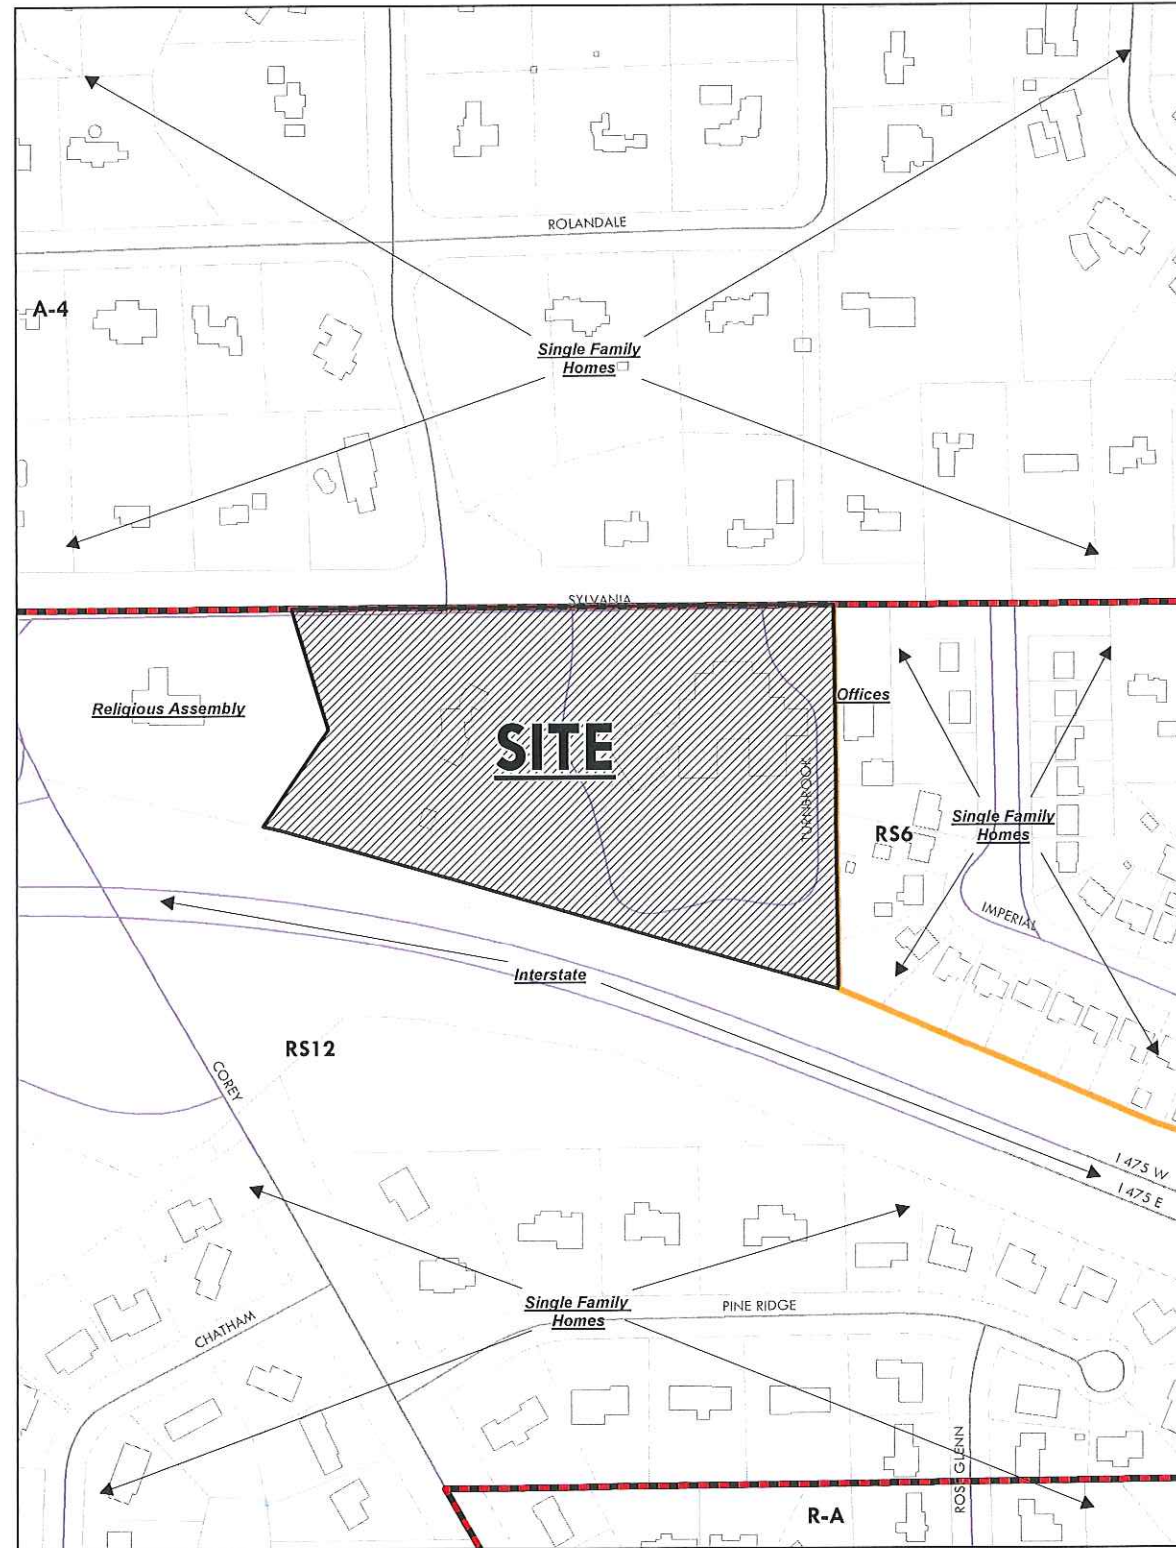 ROLANDALE
A-4
Single Family
Homes
SYLVANIA
Religious Assembly
Offices
SITE
TURNBROOK
RS6
Single Family
Homes
IMPERIAL
Interstate
RS12
COREY
I 475 W
I 475 E
Single Family
Homes
PINE RIDGE
CHATHAM
ROSE GLENN
R-A